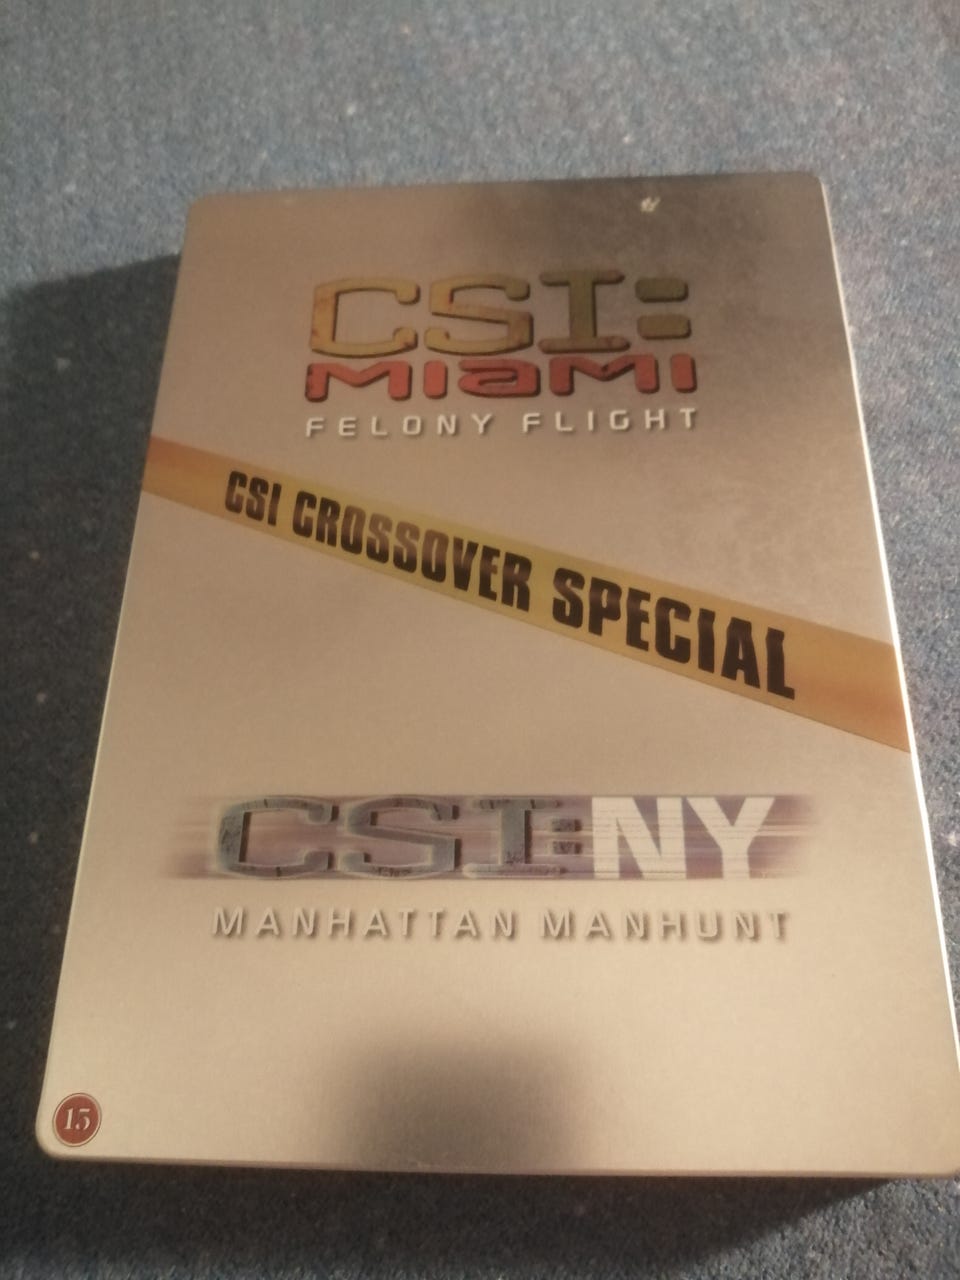 CSI:
MIAMI
FELONY FLIGHT
CSI CROSSOVER SPECIAL
CSI:NY
MANHATTAN MANHUNT
15